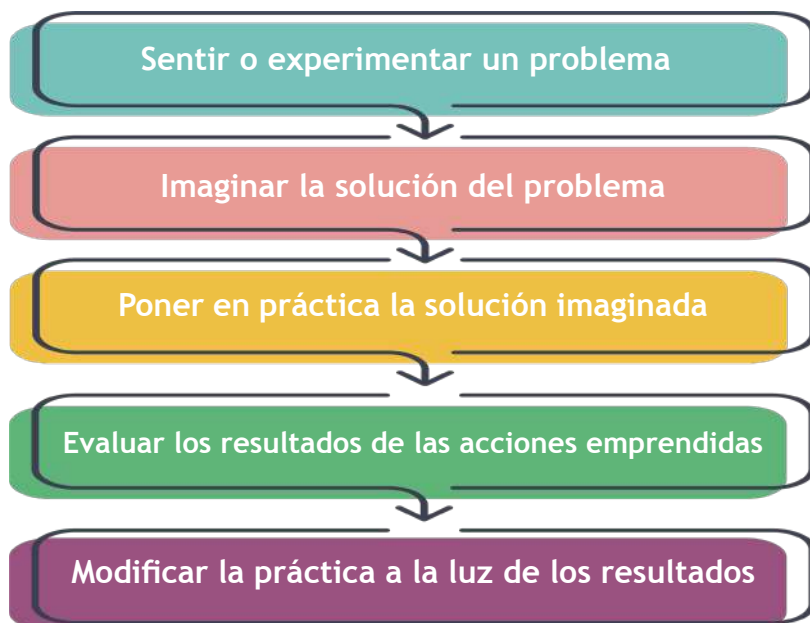 Sentir o experimentar un problema
Imaginar la solución del problema
Poner en práctica la solución imaginada
Evaluar los resultados de las acciones emprendidas
Modificar la práctica a la luz de los resultados